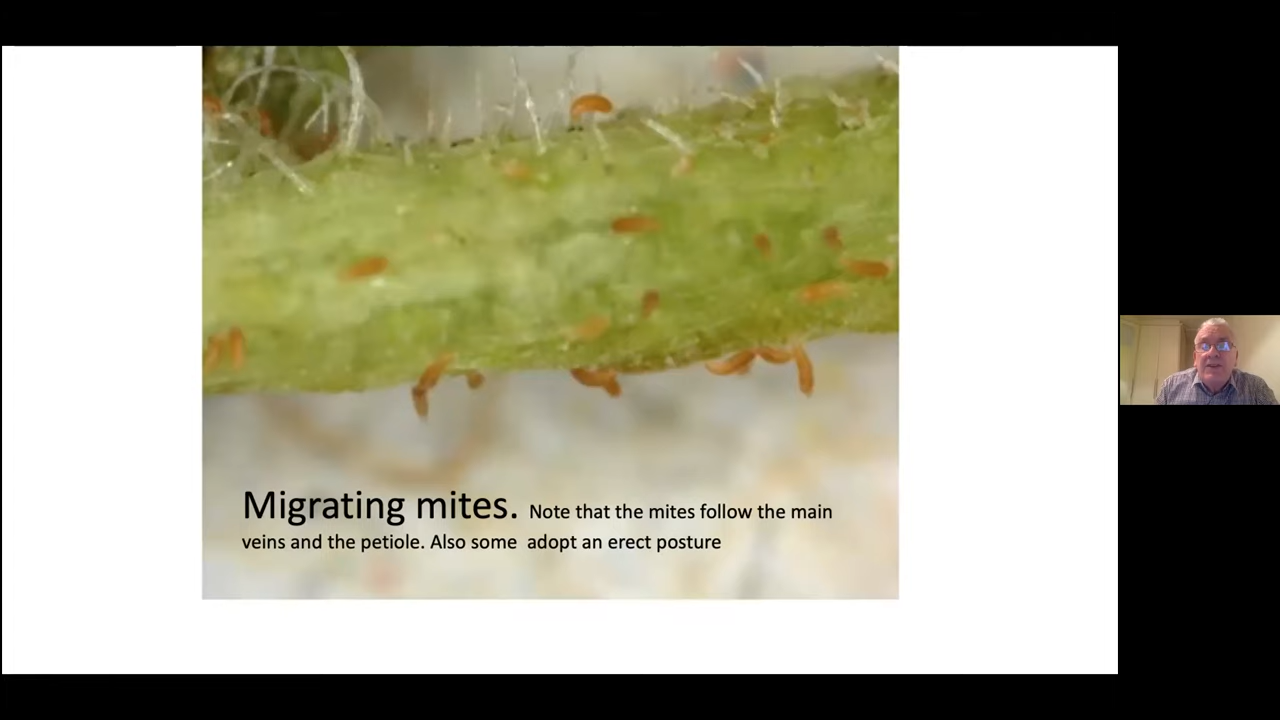 Migrating mites. Note that the mites follow the main
veins and the petiole. Also some  adopt an erect posture